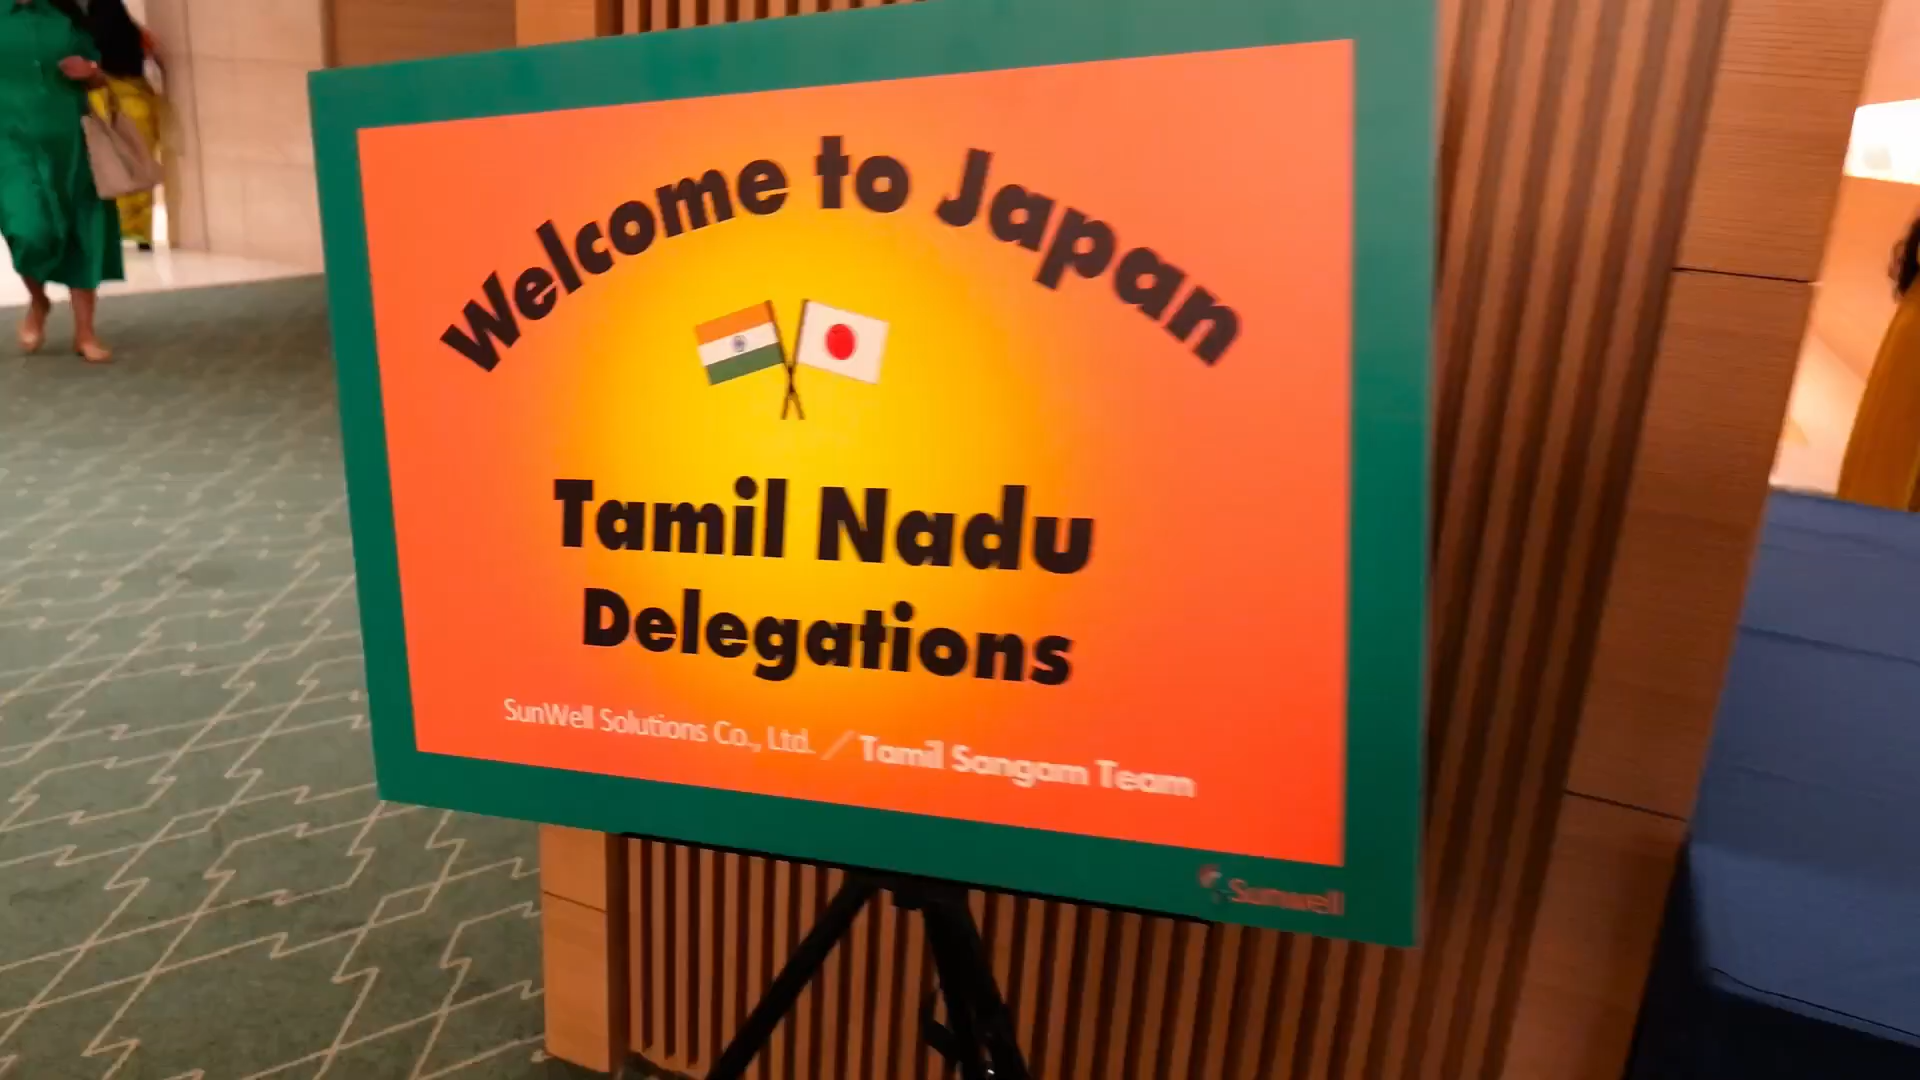 Welcome to Japan
Tamil Nadu
Delegations
SunWell Solutions Co., Ltd. / Tamil Sangam Team
Sunwell